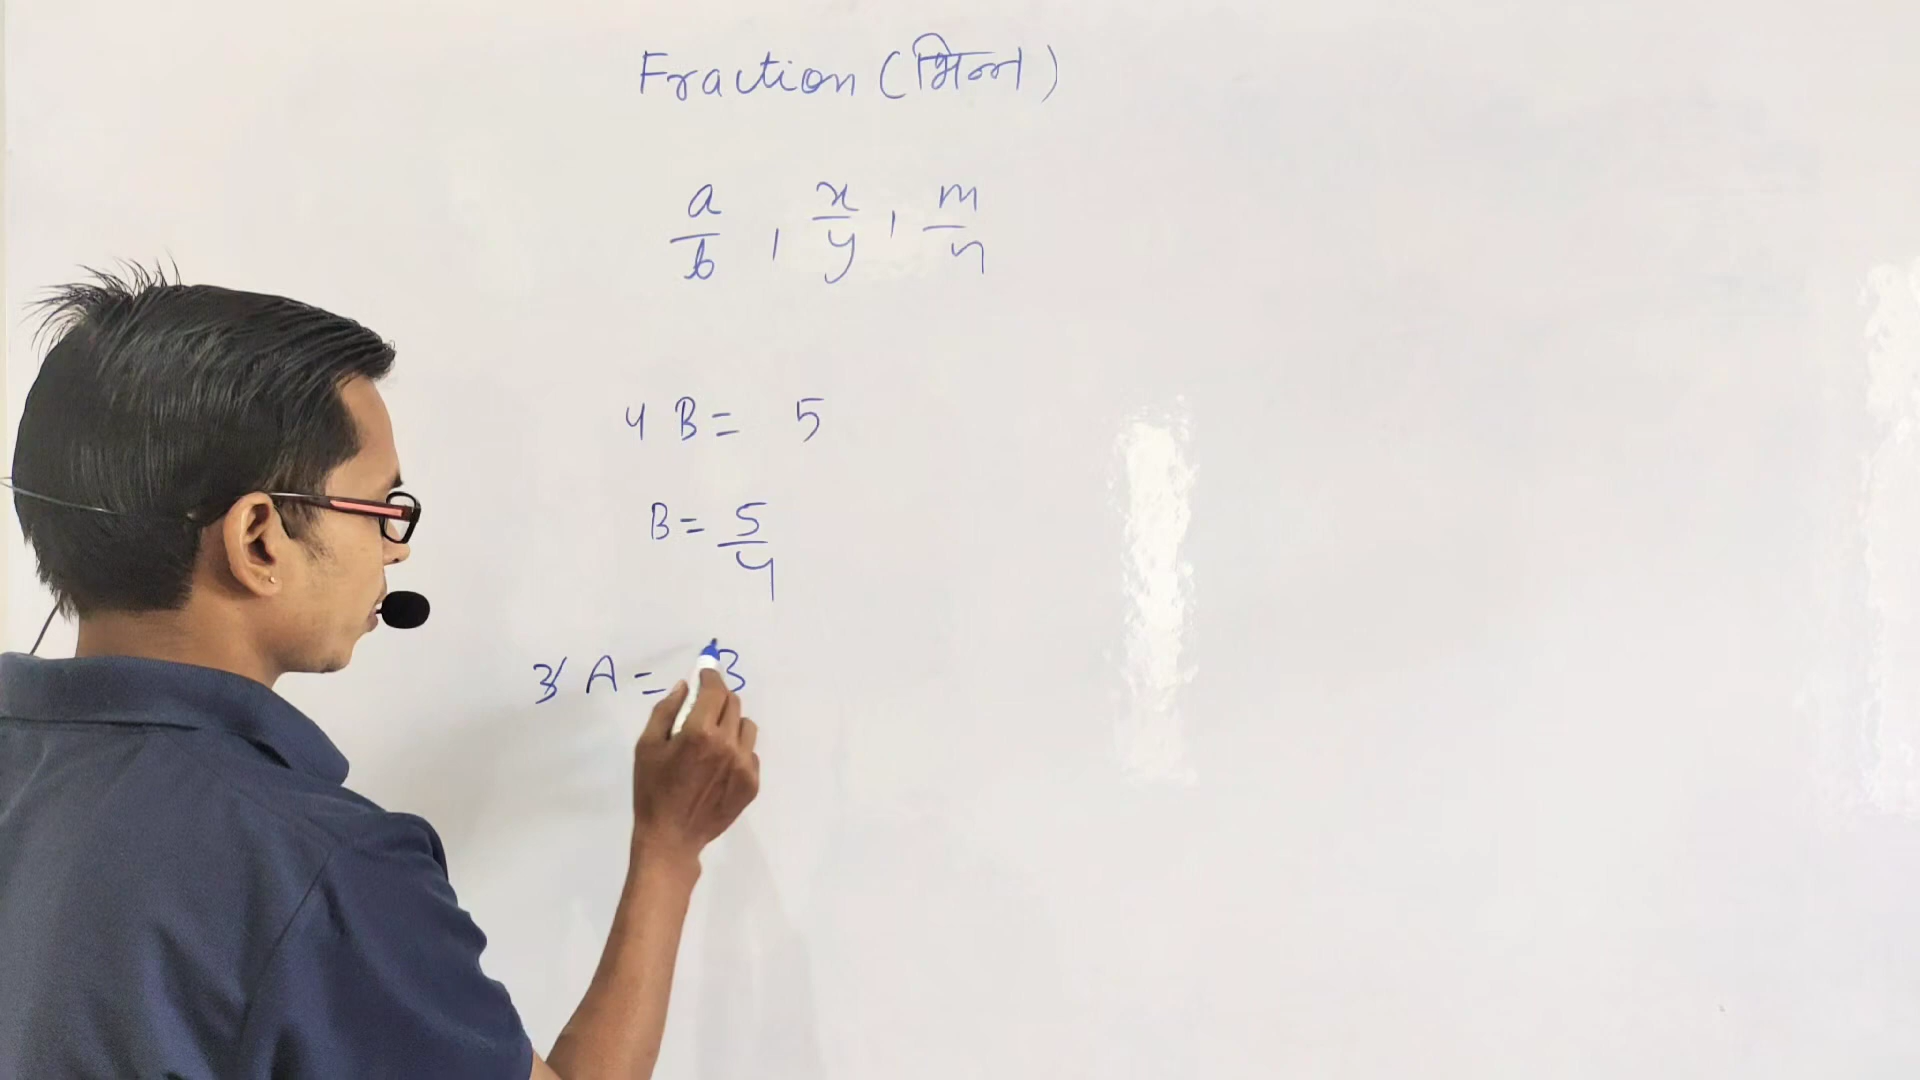 Fraction (भिन्न)
a/b , x/y , m/n
4 B = 5
B = 5/4
3 A = 3